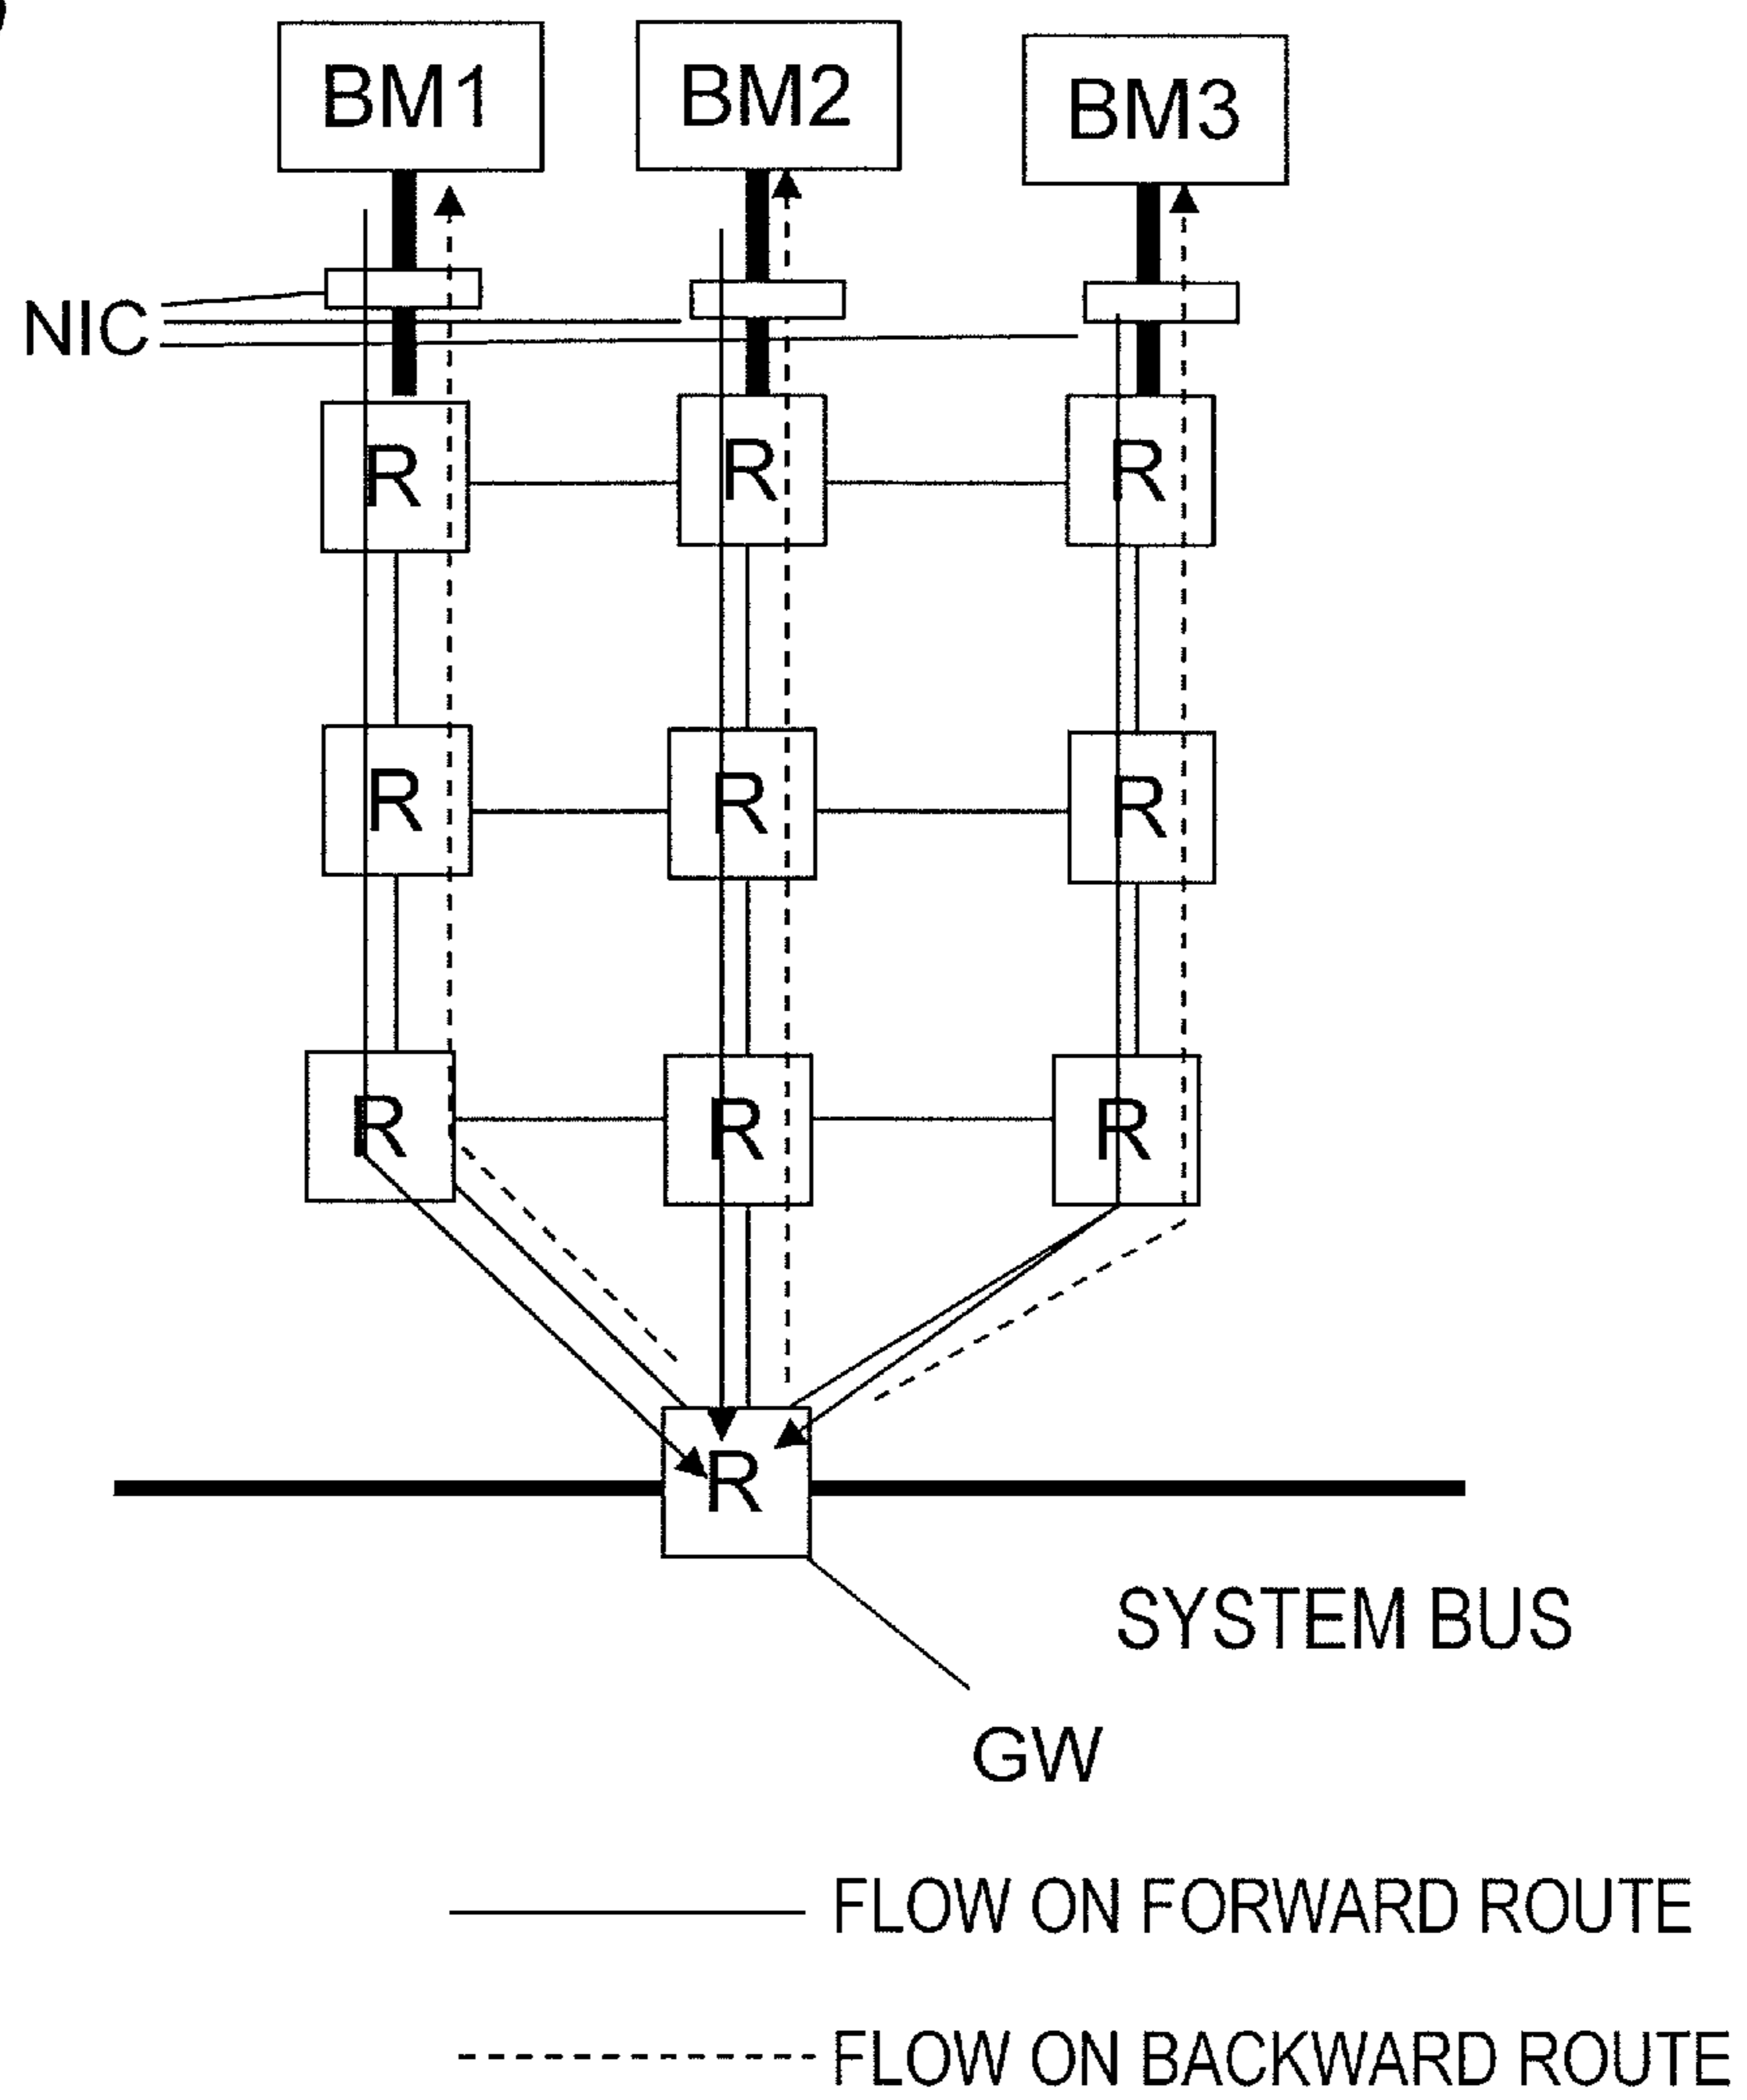 BM1 BM2 BM3
NIC
R R R
R R R
R R R
R
SYSTEM BUS
GW
FLOW ON FORWARD ROUTE
FLOW ON BACKWARD ROUTE